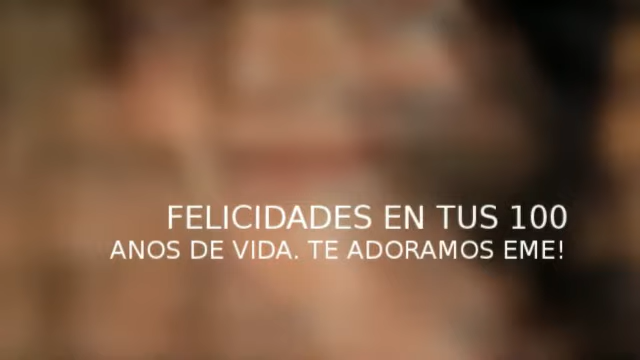 FELICIDADES EN TUS 100
ANOS DE VIDA. TE ADORAMOS EME!